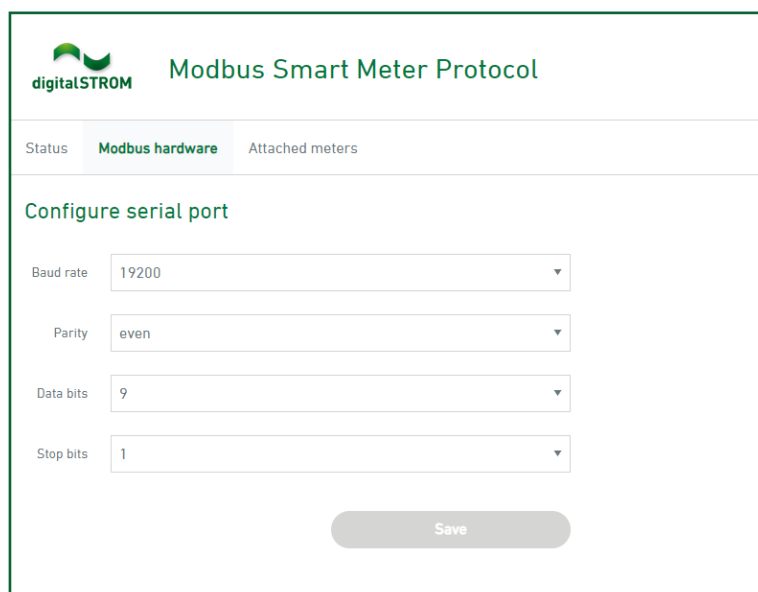 digitalSTROM
Modbus Smart Meter Protocol
Status Modbus hardware Attached meters
Configure serial port
Baud rate 19200
Parity even
Data bits 9
Stop bits 1
Save